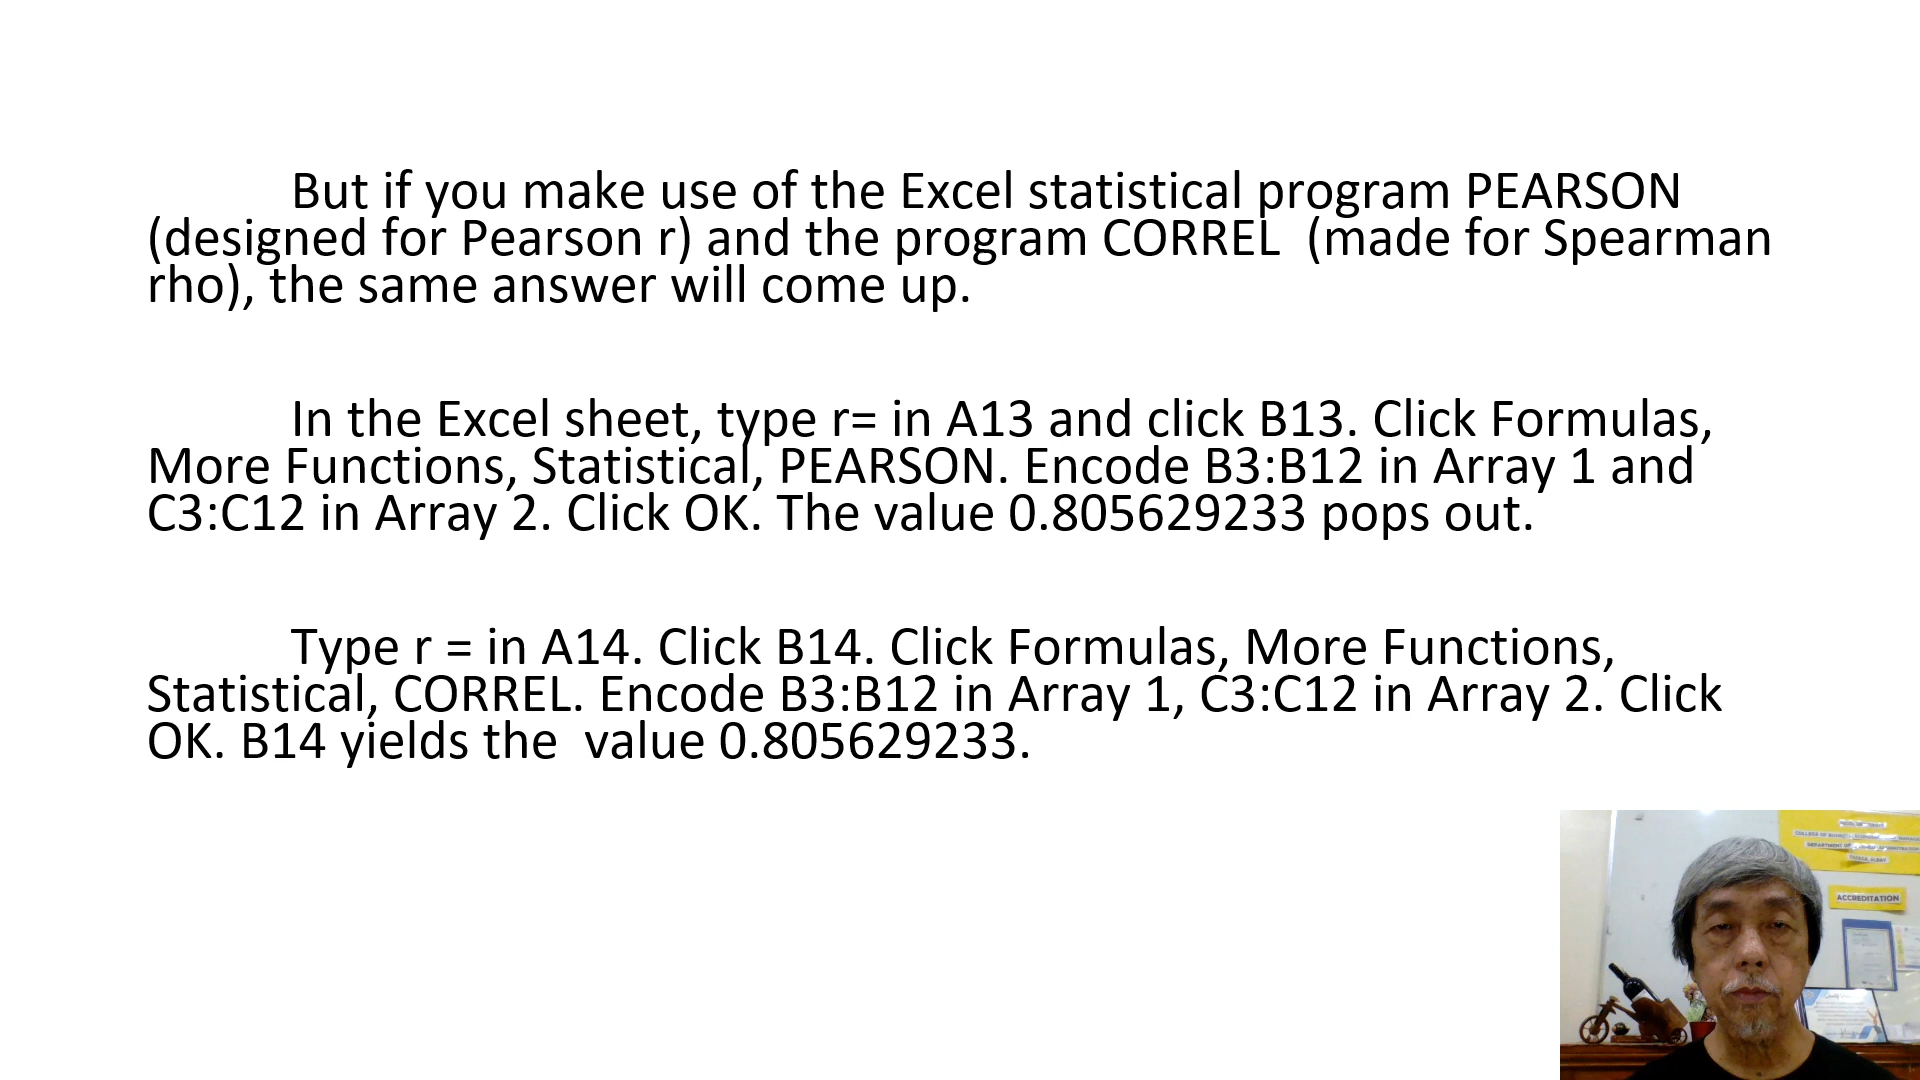 But if you make use of the Excel statistical program PEARSON
(designed for Pearson r) and the program CORREL  (made for Spearman
rho), the same answer will come up.
In the Excel sheet, type r= in A13 and click B13. Click Formulas,
More Functions, Statistical, PEARSON. Encode B3:B12 in Array 1 and
C3:C12 in Array 2. Click OK. The value 0.805629233 pops out.
Type r = in A14. Click B14. Click Formulas, More Functions,
Statistical, CORREL. Encode B3:B12 in Array 1, C3:C12 in Array 2. Click
OK. B14 yields the  value 0.805629233.
ACCREDITATION